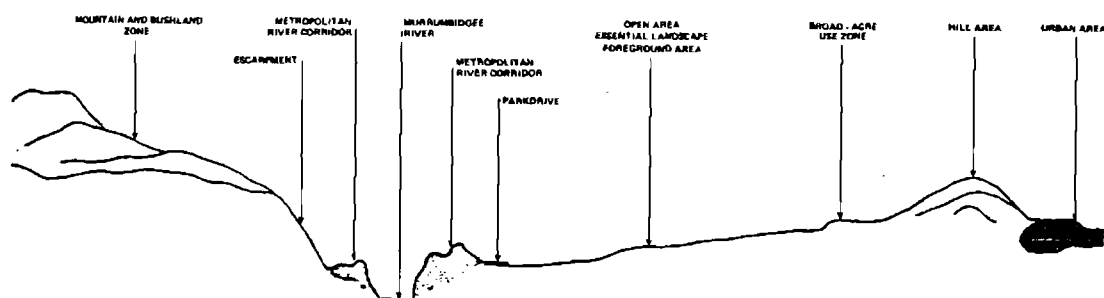 MOUNTAIN AND BUSHLAND
ZONE
METROPOLITAN
RIVER CORRIDOR
ESCARPMENT
MURRUMBIDGEE
RIVER
METROPOLITAN
RIVER CORRIDOR
PARKDRIVE
OPEN AREA
ESSENTIAL LANDSCAPE
FOREGROUND AREA
BROAD-ACRE
USE ZONE
HILL AREA
URBAN AREA